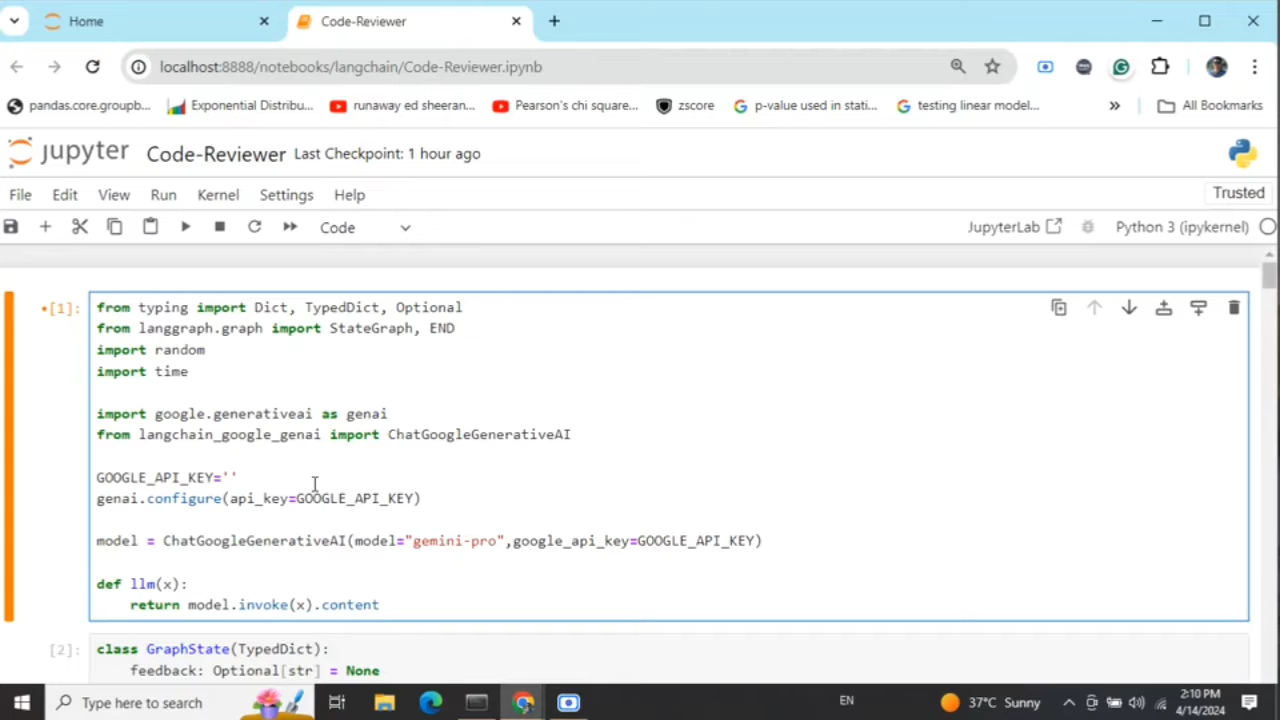 Home
Code-Reviewer
localhost:8888/notebooks/langchain/Code-Reviewer.ipynb
pandas.core.groupb...
Exponential Distribu...
runaway ed sheeran...
Pearson's chi square...
zscore
p-value used in stati...
testing linear model...
»
All Bookmarks
jupyter Code-Reviewer Last Checkpoint: 1 hour ago
File Edit View Run Kernel Settings Help
Trusted
Code
JupyterLab
Python 3 (ipykernel)
[1]:
from typing import Dict, TypedDict, Optional
from langgraph.graph import StateGraph, END
import random
import time
import google.generativeai as genai
from langchain_google_genai import ChatGoogleGenerativeAI
GOOGLE_API_KEY=''
genai.configure(api_key=GOOGLE_API_KEY)
model = ChatGoogleGenerativeAI(model="gemini-pro",google_api_key=GOOGLE_API_KEY)
def llm(x):
    return model.invoke(x).content
[2]:
class GraphState(TypedDict):
    feedback: Optional[str] = None
Type here to search
EN
37°C Sunny
2:10 PM
4/14/2024